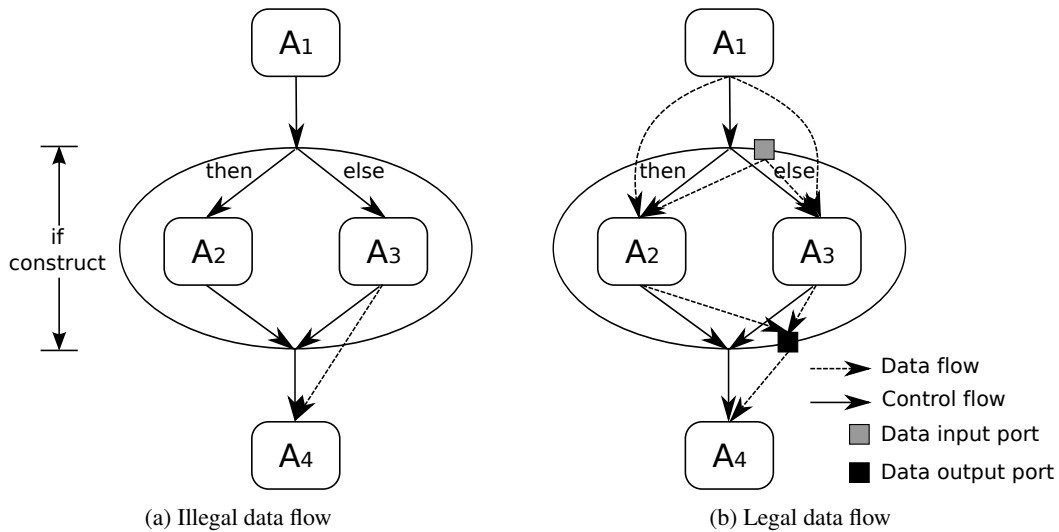 A1
then
else
if
construct
A2
A3
A4
(a) Illegal data flow
A1
then
else
A2
A3
A4
Data flow
Control flow
Data input port
Data output port
(b) Legal data flow